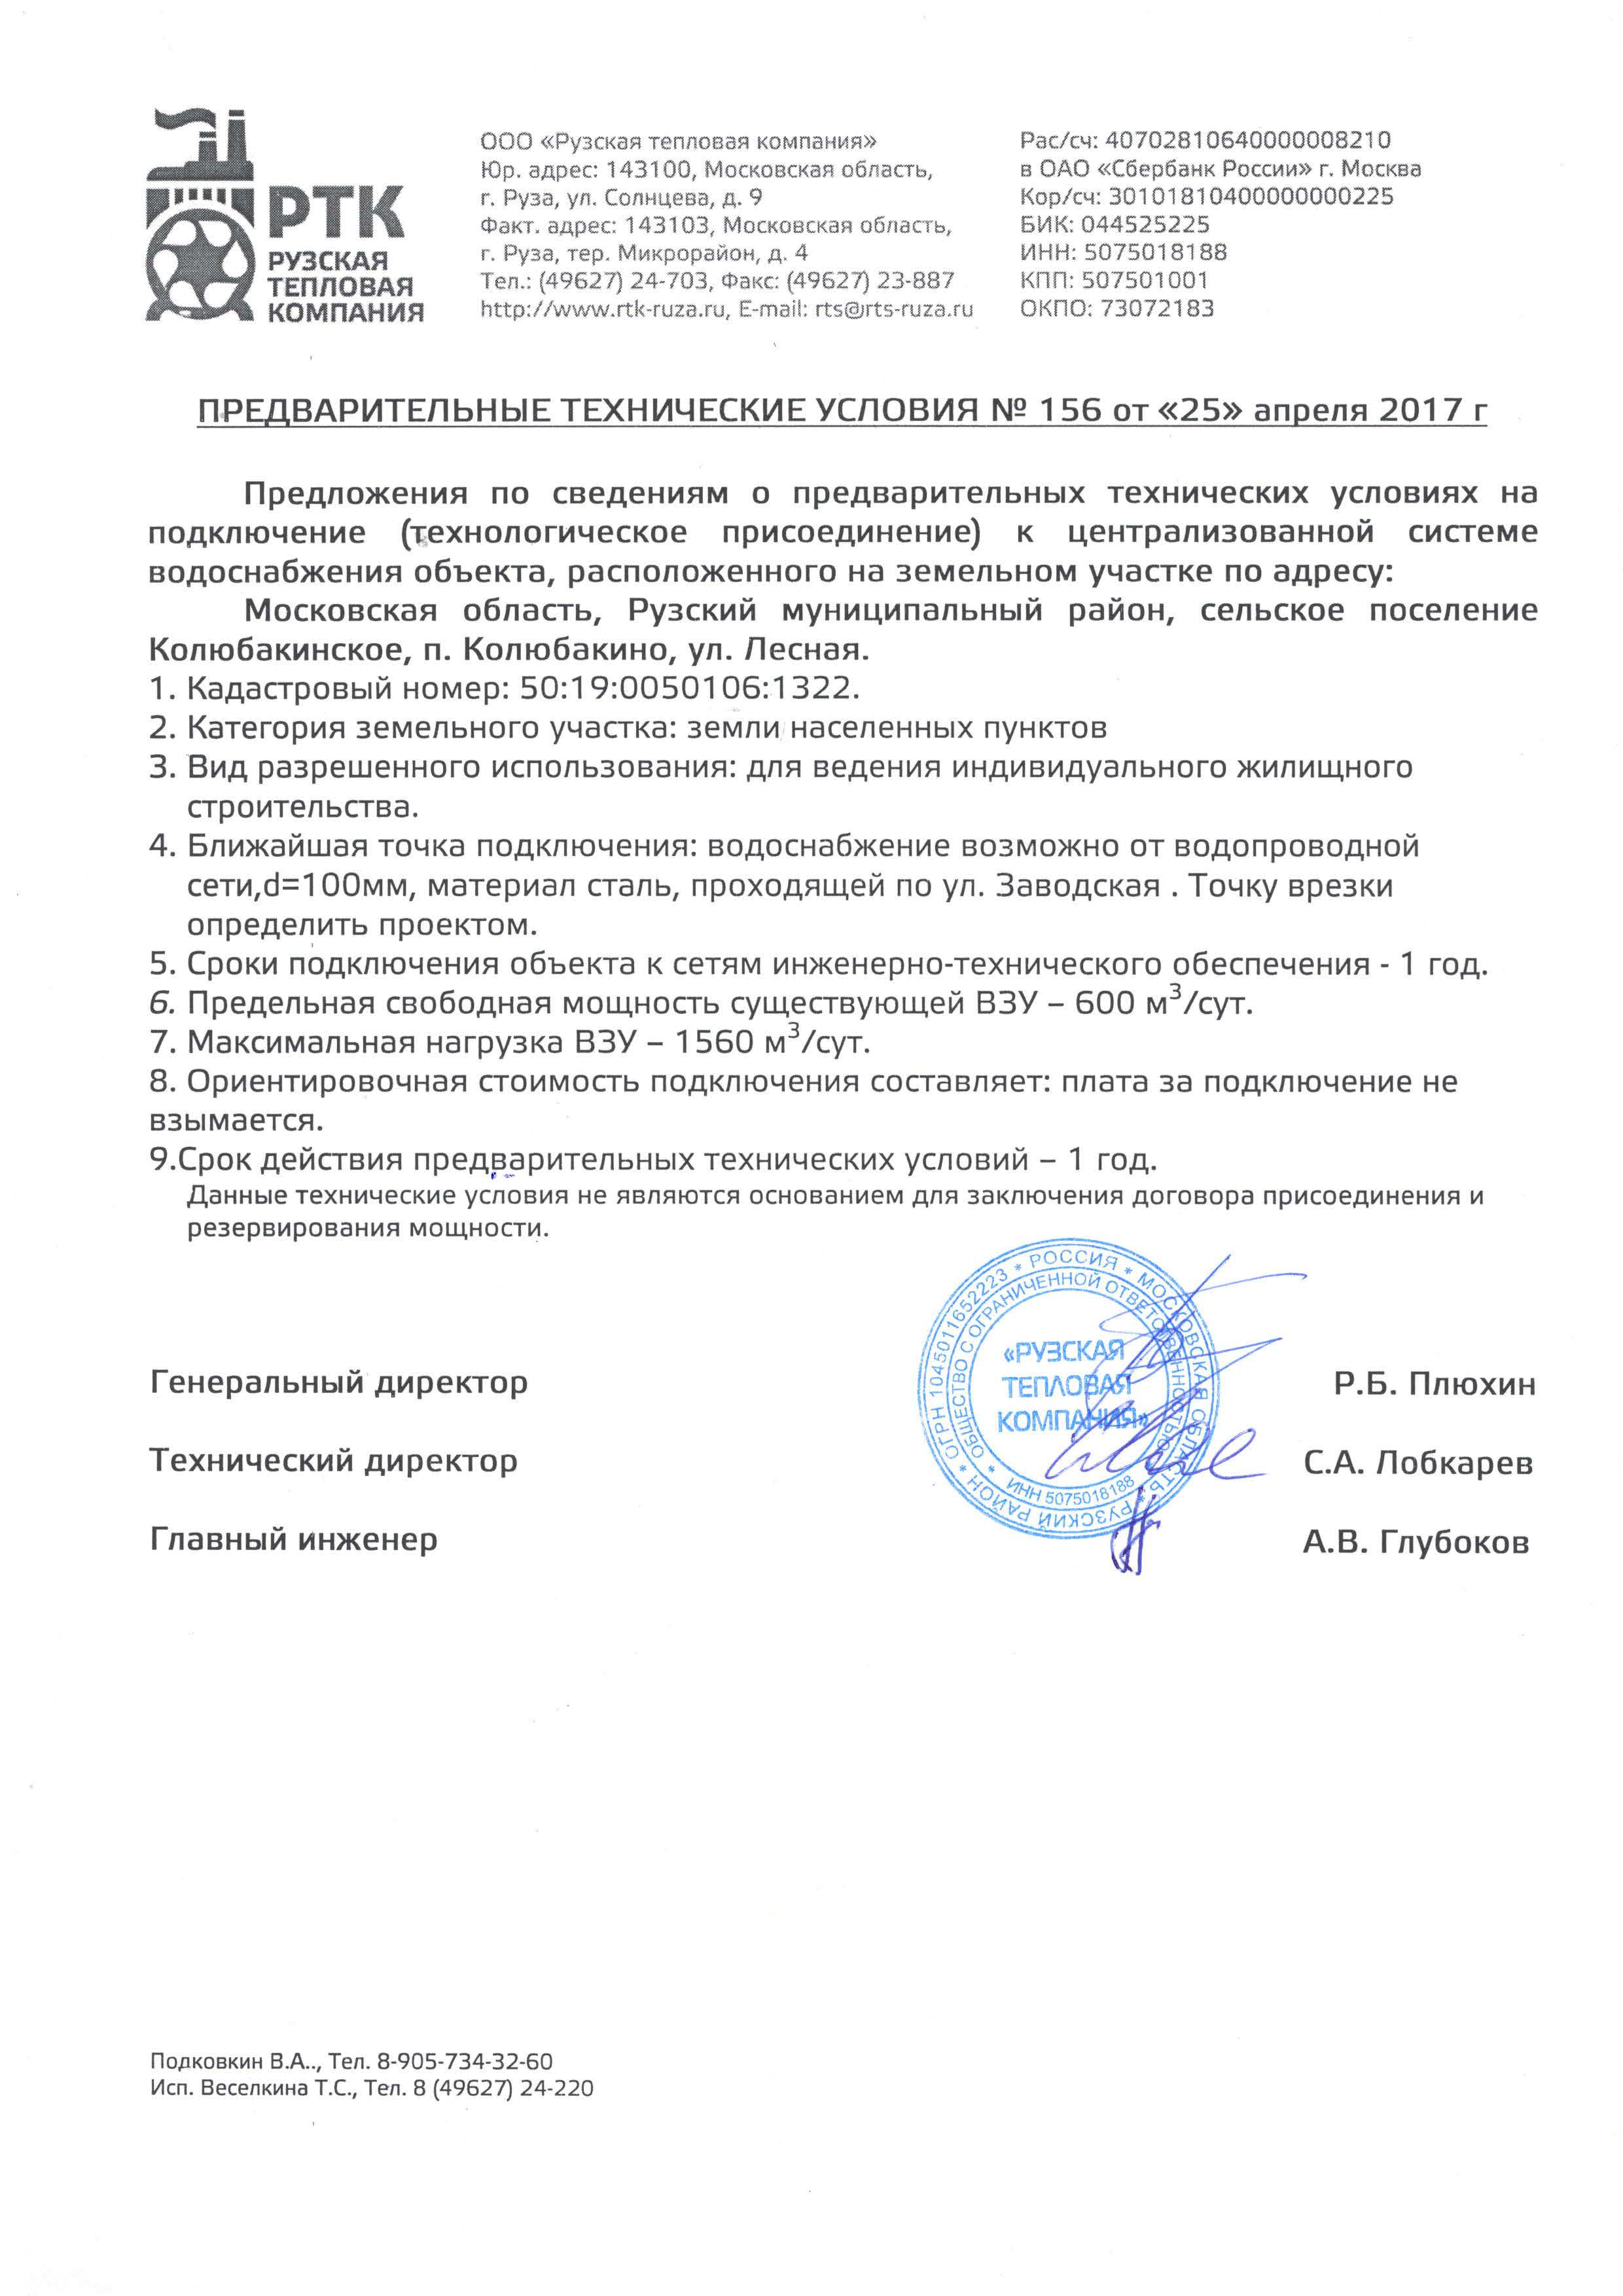 РТК
РУЗСКАЯ
ТЕПЛОВАЯ
КОМПАНИЯ
ООО «Рузская тепловая компания»
Юр. адрес: 143100, Московская область,
г. Руза, ул. Солнцева, д. 9
Факт. адрес: 143103, Московская область,
г. Руза, тер. Микрорайон, д. 4
Тел.: (49627) 24-703, Факс: (49627) 23-887
http://www.rtk-ruza.ru, E-mail: rts@rts-ruza.ru
Рас/сч: 40702810640000008210
в ОАО «Сбербанк России» г. Москва
Кор/сч: 30101810400000000225
БИК: 044525225
ИНН: 5075018188
КПП: 507501001
ОКПО: 73072183
ПРЕДВАРИТЕЛЬНЫЕ ТЕХНИЧЕСКИЕ УСЛОВИЯ № 156 от «25» апреля 2017 г
Предложения по сведениям о предварительных технических условиях на
подключение (технологическое присоединение) к централизованной системе
водоснабжения объекта, расположенного на земельном участке по адресу:
Московская область, Рузский муниципальный район, сельское поселение
Колюбакинское, п. Колюбакино, ул. Лесная.
1. Кадастровый номер: 50:19:0050106:1322.
2. Категория земельного участка: земли населенных пунктов
3. Вид разрешенного использования: для ведения индивидуального жилищного
строительства.
4. Ближайшая точка подключения: водоснабжение возможно от водопроводной
сети,d=100мм, материал сталь, проходящей по ул. Заводская . Точку врезки
определить проектом.
5. Сроки подключения объекта к сетям инженерно-технического обеспечения - 1 год.
6. Предельная свободная мощность существующей ВЗУ – 600 м³/сут.
7. Максимальная нагрузка ВЗУ – 1560 м³/сут.
8. Ориентировочная стоимость подключения составляет: плата за подключение не
взымается.
9.Срок действия предварительных технических условий – 1 год.
Данные технические условия не являются основанием для заключения договора присоединения и
резервирования мощности.
ОГРН 1045011652223 * РОССИЯ * МОСКОВСКАЯ ОБЛАСТЬ * РУЗСКИЙ РАЙОН *
ОБЩЕСТВО С ОГРАНИЧЕННОЙ ОТВЕТСТВЕННОСТЬЮ *
ИНН 5075018188
«РУЗСКАЯ
ТЕПЛОВАЯ
КОМПАНИЯ»
Генеральный директор Р.Б. Плюхин
Технический директор С.А. Лобкарев
Главный инженер А.В. Глубоков
Подковкин В.А.., Тел. 8-905-734-32-60
Исп. Веселкина Т.С., Тел. 8 (49627) 24-220